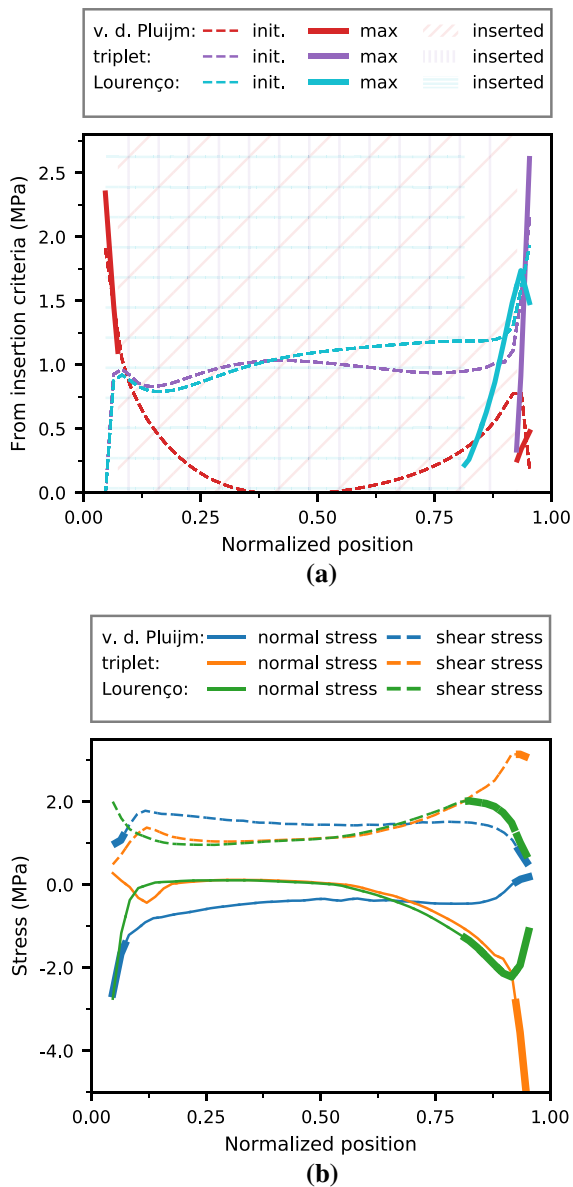 v. d. Pluijm: init. max inserted
triplet: init. max inserted
Lourenço: init. max inserted
From insertion criteria (MPa)
2.5
2.0
1.5
1.0
0.5
0.0
0.00 0.25 0.50 0.75 1.00
Normalized position
(a)
v. d. Pluijm: normal stress shear stress
triplet: normal stress shear stress
Lourenço: normal stress shear stress
Stress (MPa)
2.0
0.0
-2.0
-4.0
0.00 0.25 0.50 0.75 1.00
Normalized position
(b)